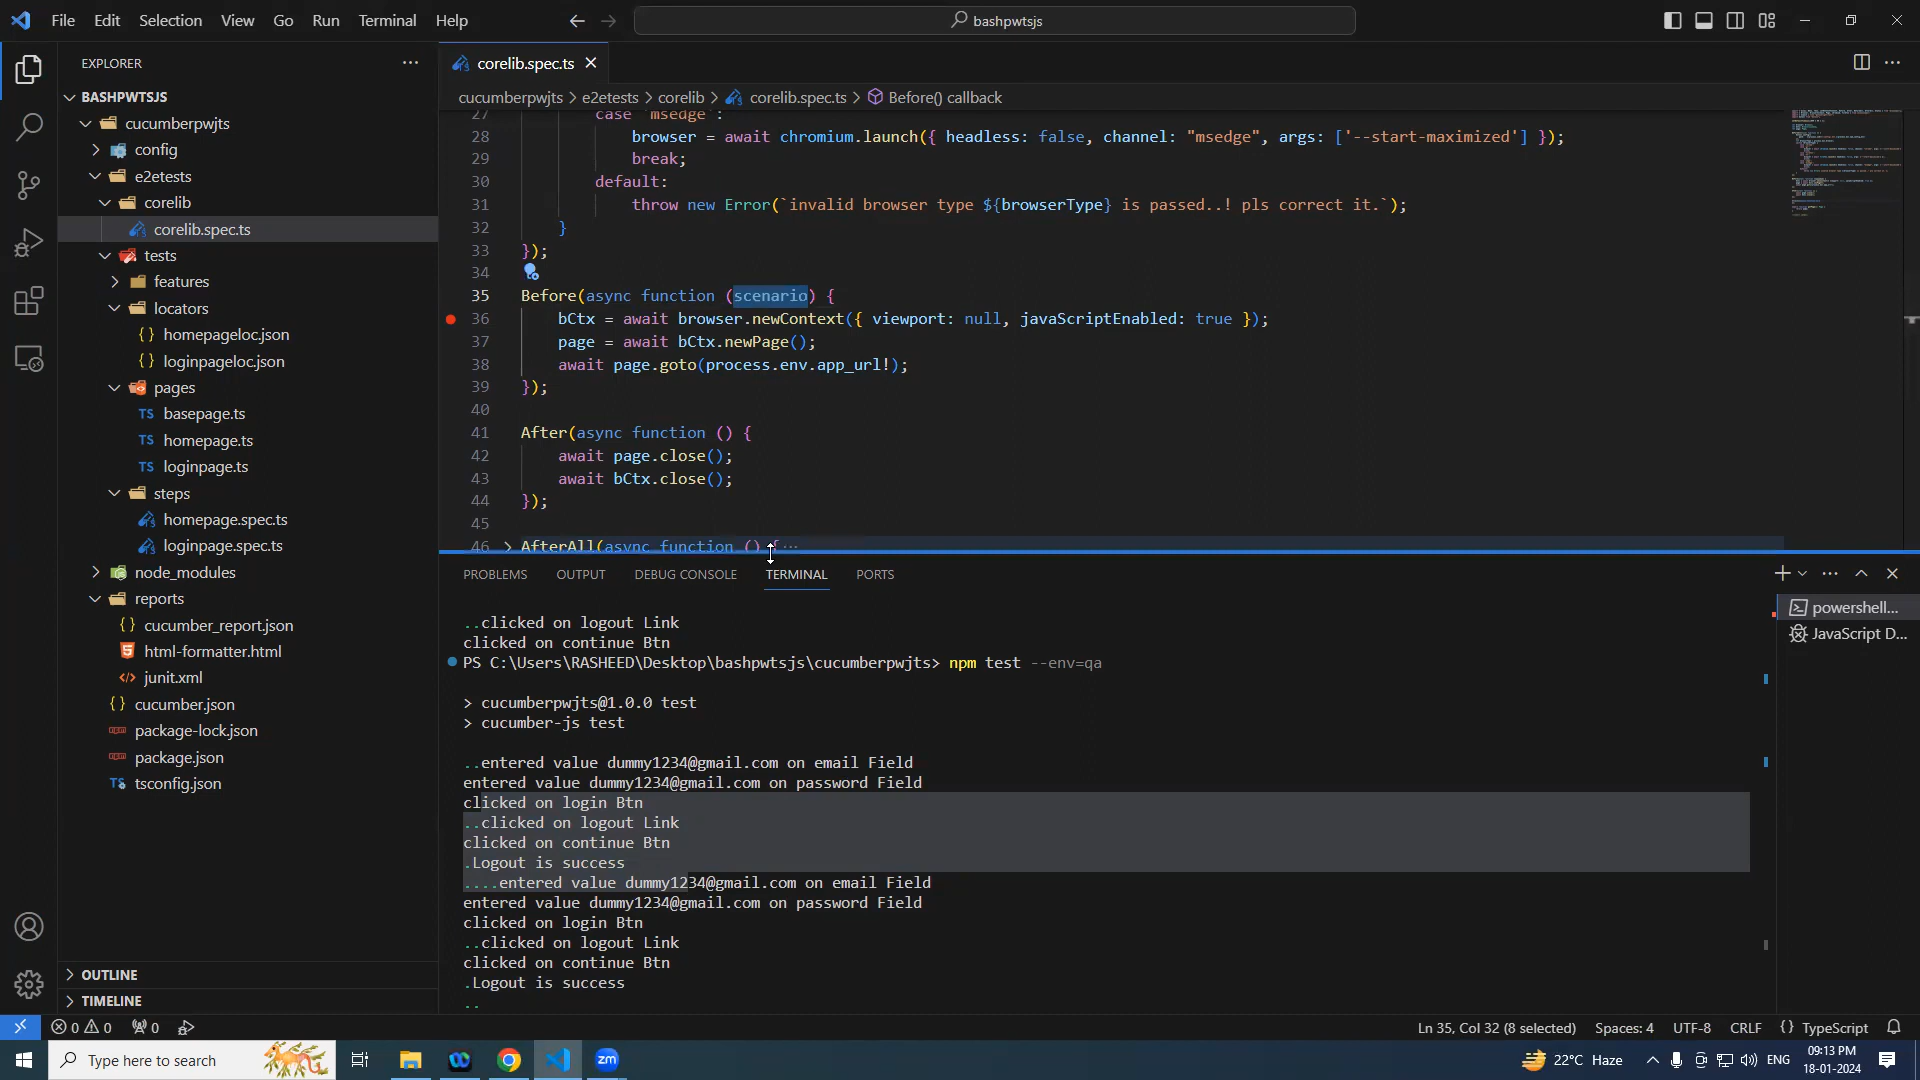 File Edit Selection View Go Run Terminal Help
bashpwtsjs
EXPLORER
BASHPWTSJS
cucumberpwjts
config
e2etests
corelib
corelib.spec.ts
tests
features
locators
homepageloc.json
loginpageloc.json
pages
TS basepage.ts
TS homepage.ts
TS loginpage.ts
steps
homepage.spec.ts
loginpage.spec.ts
node_modules
reports
cucumber_report.json
html-formatter.html
junit.xml
cucumber.json
package-lock.json
package.json
tsconfig.json
OUTLINE
TIMELINE
corelib.spec.ts
cucumberpwjts > e2etests > corelib > corelib.spec.ts > Before() callback
27 case "msedge":
28 browser = await chromium.launch({ headless: false, channel: "msedge", args: ['--start-maximized'] });
29 break;
30 default:
31 throw new Error(`invalid browser type ${browserType} is passed..! pls correct it.`);
32 }
33 });
34
35 Before(async function (scenario) {
36 bCtx = await browser.newContext({ viewport: null, javaScriptEnabled: true });
37 page = await bCtx.newPage();
38 await page.goto(process.env.app_url!);
39 });
40
41 After(async function () {
42 await page.close();
43 await bCtx.close();
44 });
45
46 > AfterAll(async function () { ...
PROBLEMS OUTPUT DEBUG CONSOLE TERMINAL PORTS
powershell...
JavaScript D...
..clicked on logout Link
clicked on continue Btn
PS C:\Users\RASHEED\Desktop\bashpwtsjs\cucumberpwjts> npm test --env=qa
> cucumberpwjts@1.0.0 test
> cucumber-js test
..entered value dummy1234@gmail.com on email Field
entered value dummy1234@gmail.com on password Field
clicked on login Btn
..clicked on logout Link
clicked on continue Btn
.Logout is success
....entered value dummy1234@gmail.com on email Field
entered value dummy1234@gmail.com on password Field
clicked on login Btn
..clicked on logout Link
clicked on continue Btn
.Logout is success
..
0 0 0
Ln 35, Col 32 (8 selected) Spaces: 4 UTF-8 CRLF {} TypeScript
Type here to search
zm
22°C Haze
ENG
09:13 PM
18-01-2024